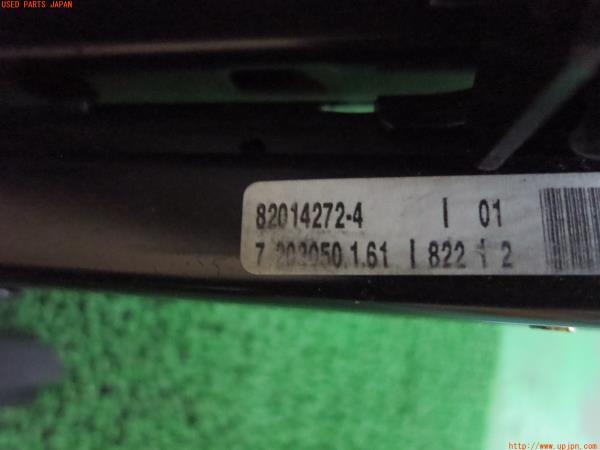 USED PARTS JAPAN
82014272-4 | 01
7 202050.1.61 | 822 1 2
http://www.upjpn.com/